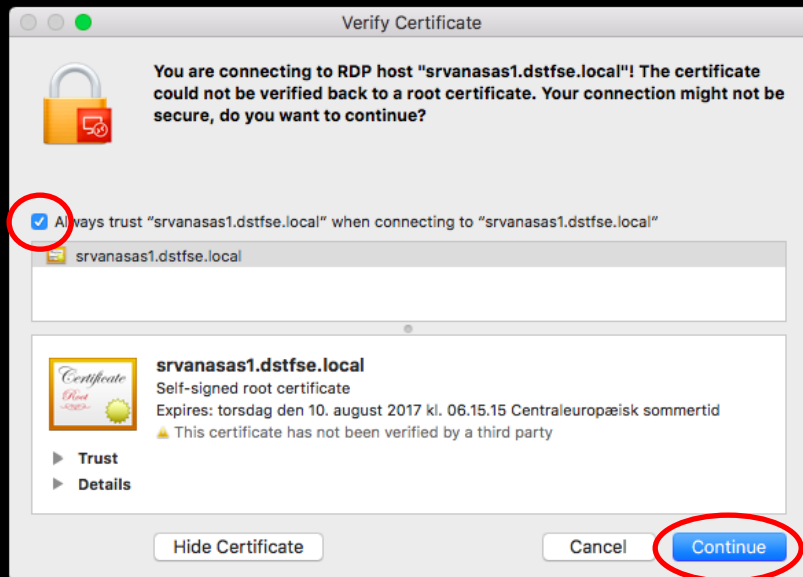 Verify Certificate
You are connecting to RDP host "srvanasas1.dstfse.local"! The certificate
could not be verified back to a root certificate. Your connection might not be
secure, do you want to continue?
Always trust “srvanasas1.dstfse.local” when connecting to “srvanasas1.dstfse.local”
srvanasas1.dstfse.local
Certificate
Root
srvanasas1.dstfse.local
Self-signed root certificate
Expires: torsdag den 10. august 2017 kl. 06.15.15 Centraleuropæisk sommertid
This certificate has not been verified by a third party
Trust
Details
Hide Certificate
Cancel
Continue